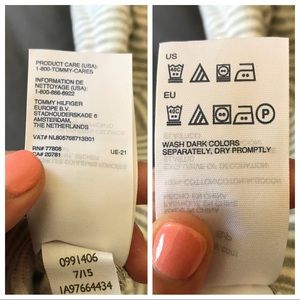 PRODUCT CARE (USA):
1-800-TOMMY-CARES
INFORMATION DE
NETTOYAGE (USA):
1-800-866-6922
TOMMY HILFIGER
EUROPE B.V.
STADHOUDERSKADE 6
AMSTERDAM,
THE NETHERLANDS
VAT# NL805768713B01
RN# 77806
CA# 20781
UE-21
0991406
7/15
1A97664434
US
EU
P
WASH DARK COLORS
SEPARATELY, DRY PROMPTLY